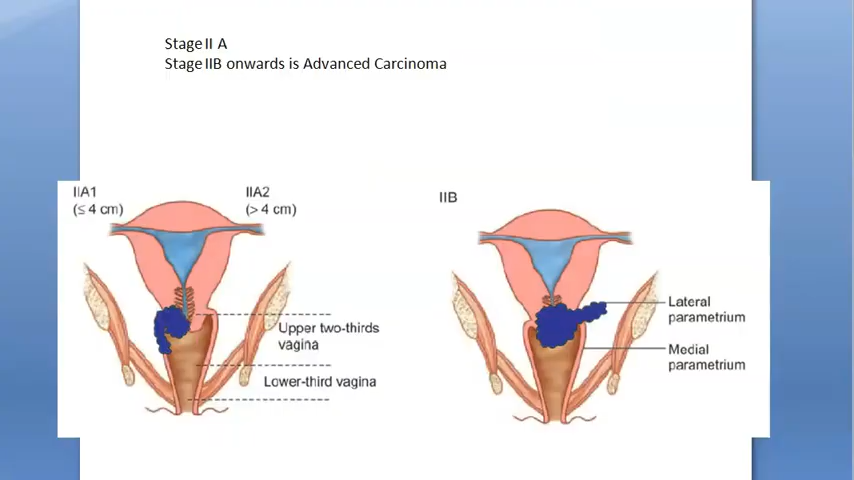 Stage II A
Stage IIB onwards is Advanced Carcinoma
IIA1
(≤ 4 cm)
IIA2
(> 4 cm)
Upper two-thirds
vagina
Lower-third vagina
IIB
Lateral
parametrium
Medial
parametrium